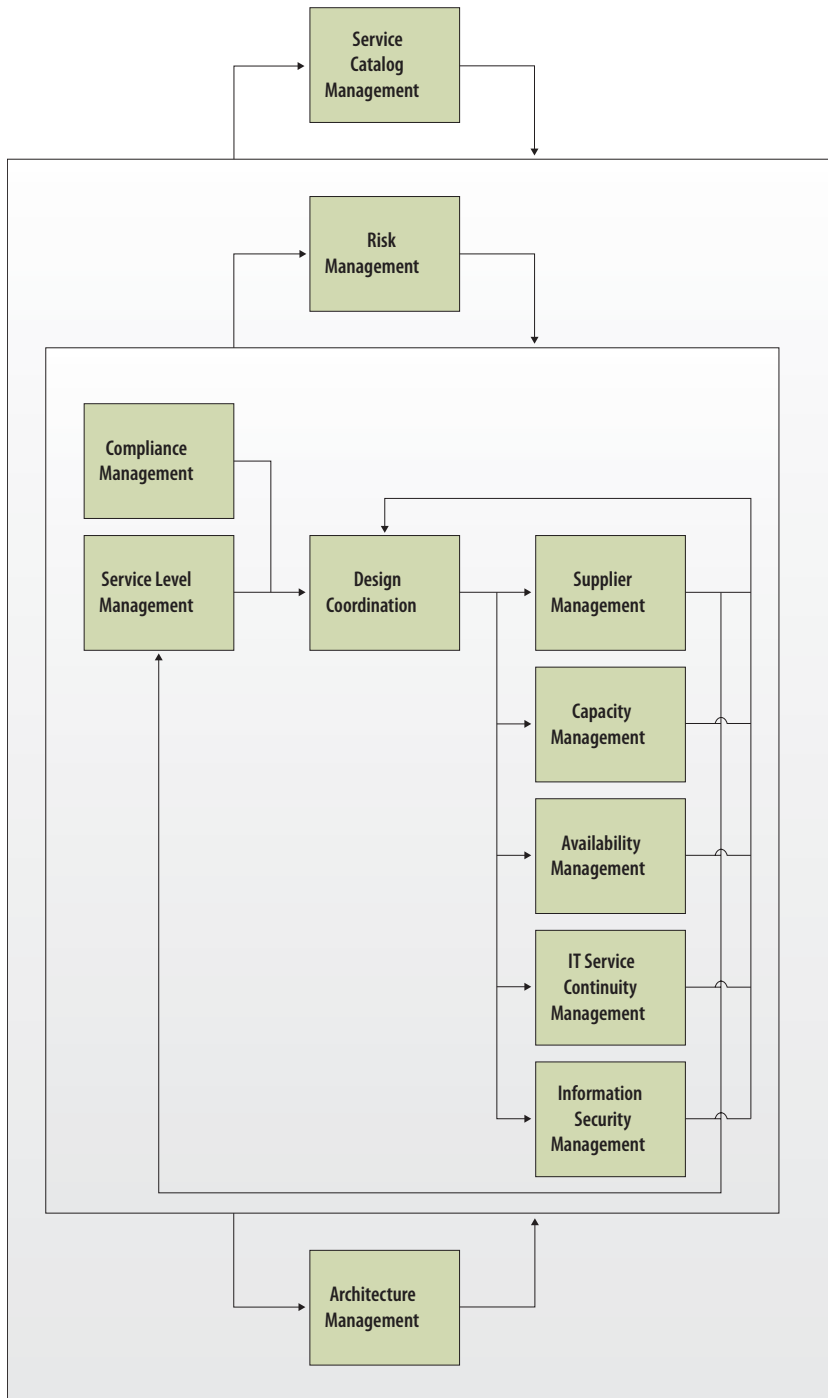 Service
Catalog
Management
Risk
Management
Compliance
Management
Service Level
Management
Design
Coordination
Supplier
Management
Capacity
Management
Availability
Management
IT Service
Continuity
Management
Information
Security
Management
Architecture
Management